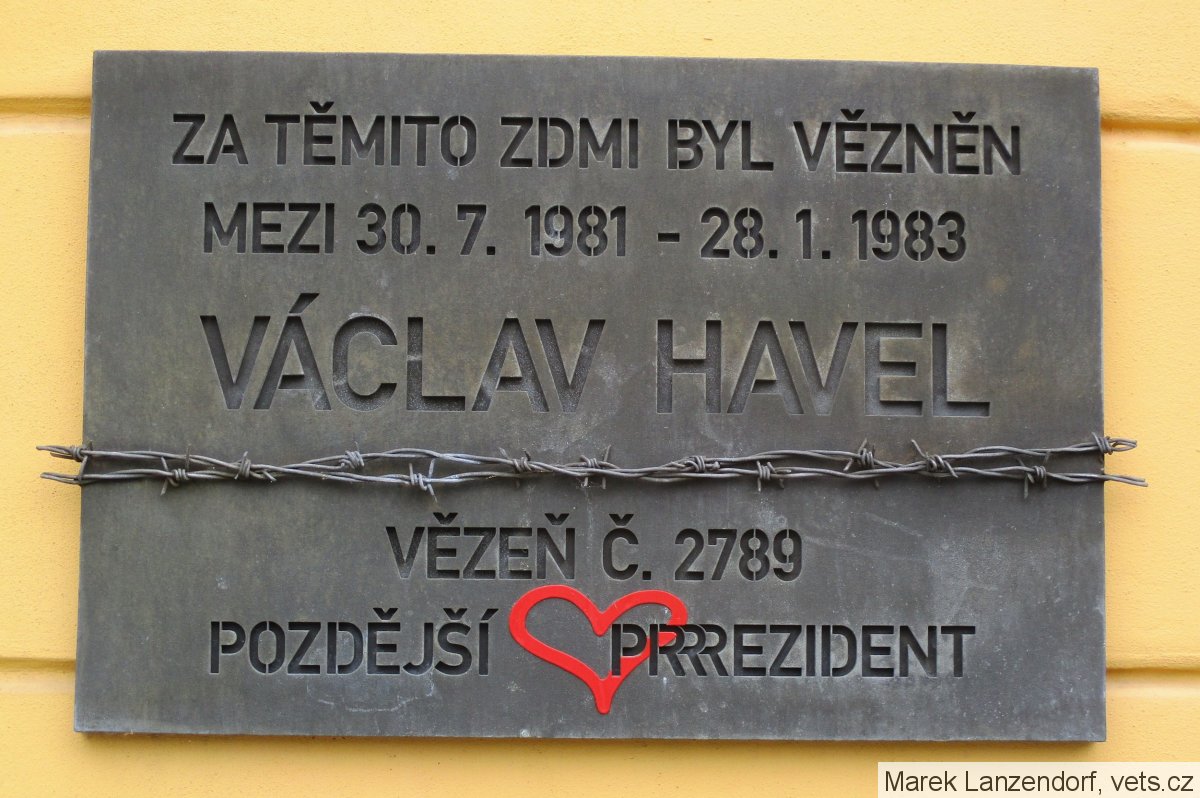 ZA TĚMITO ZDMI BYL VĚZNĚN
MEZI 30. 7. 1981 - 28. 1. 1983
VÁCLAV HAVEL
VĚZEŇ Č. 2789
POZDĚJŠÍ PRRREZIDENT
Marek Lanzendorf, vets.cz